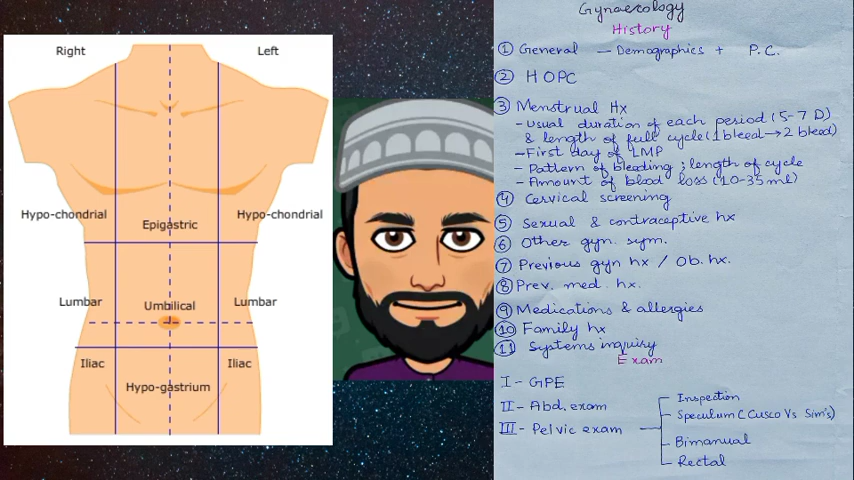 Right
Left
Hypo-chondrial
Epigastric
Hypo-chondrial
Lumbar
Umbilical
Lumbar
Iliac
Hypo-gastrium
Iliac
Gynaecology
History
1 General — Demographics + P.C.
2 HOPC
3 Menstrual Hx
- Usual duration of each period (5-7 D)
& length of full cycle (1 bleed → 2 bleed)
- First day of LMP
- Pattern of bleeding ; length of cycle
- Amount of blood loss (10-35 ml)
4 Cervical screening
5 Sexual & contraceptive hx
6 Other gyn. sym.
7 Previous gyn hx / Ob. hx.
8 Prev. med. hx.
9 Medications & allergies
10 Family hx
11 Systems inquiry
Exam
I - GPE
II - Abd. exam
III - Pelvic exam
Inspection
Speculum (Cusco Vs Sim's)
Bimanual
Rectal